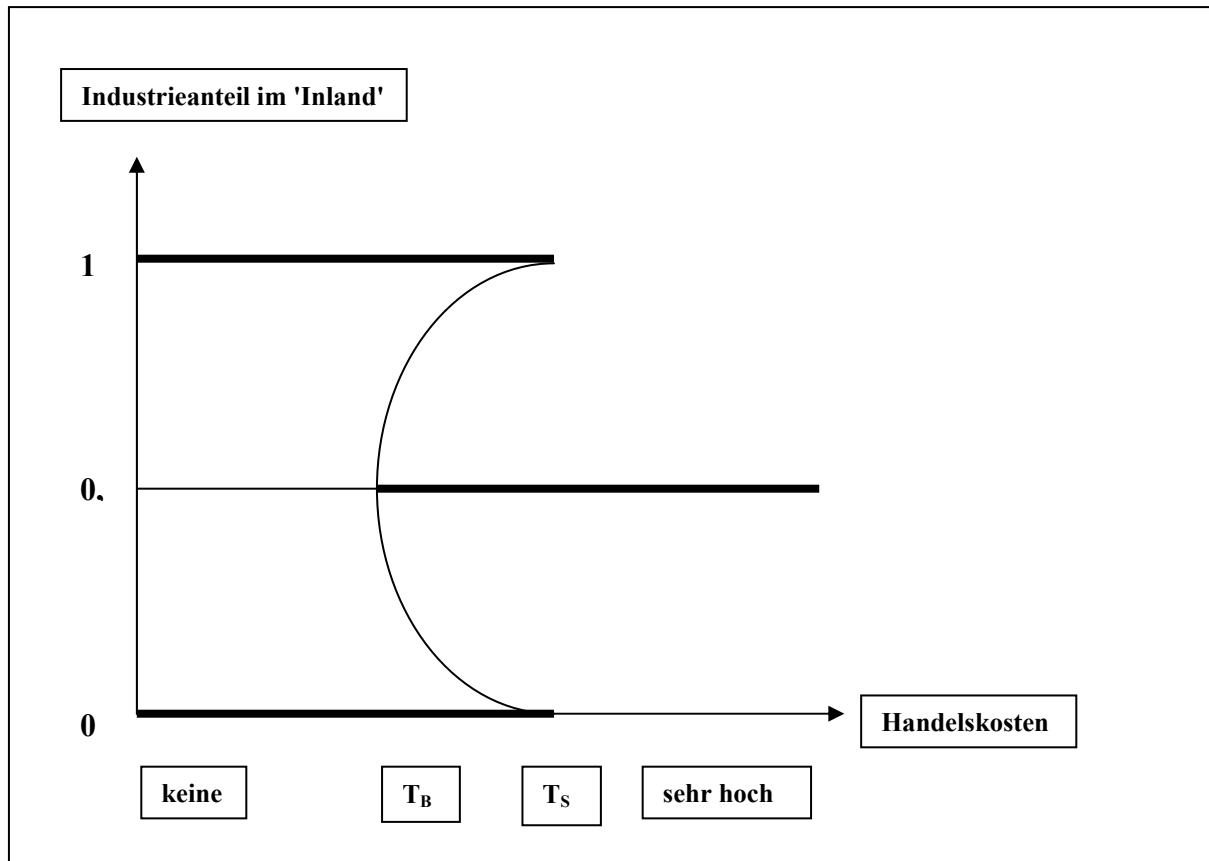 Industrieanteil im 'Inland'
1
0,
0
Handelskosten
keine
T_B
T_S
sehr hoch